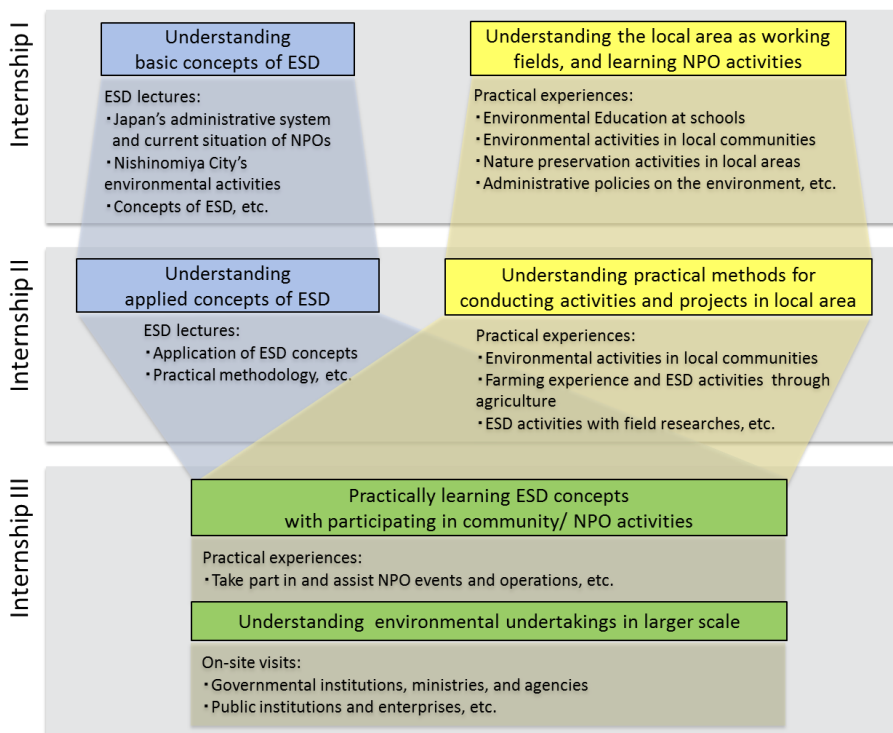 Internship I
Understanding
basic concepts of ESD
ESD lectures:
・Japan's administrative system
and current situation of NPOs
・Nishinomiya City's
environmental activities
・Concepts of ESD, etc.
Understanding the local area as working
fields, and learning NPO activities
Practical experiences:
・Environmental Education at schools
・Environmental activities in local communities
・Nature preservation activities in local areas
・Administrative policies on the environment, etc.
Internship II
Understanding
applied concepts of ESD
ESD lectures:
・Application of ESD concepts
・Practical methodology, etc.
Understanding practical methods for
conducting activities and projects in local area
Practical experiences:
・Environmental activities in local communities
・Farming experience and ESD activities through
agriculture
・ESD activities with field researches, etc.
Internship III
Practically learning ESD concepts
with participating in community/ NPO activities
Practical experiences:
・Take part in and assist NPO events and operations, etc.
Understanding environmental undertakings in larger scale
On-site visits:
・Governmental institutions, ministries, and agencies
・Public institutions and enterprises, etc.